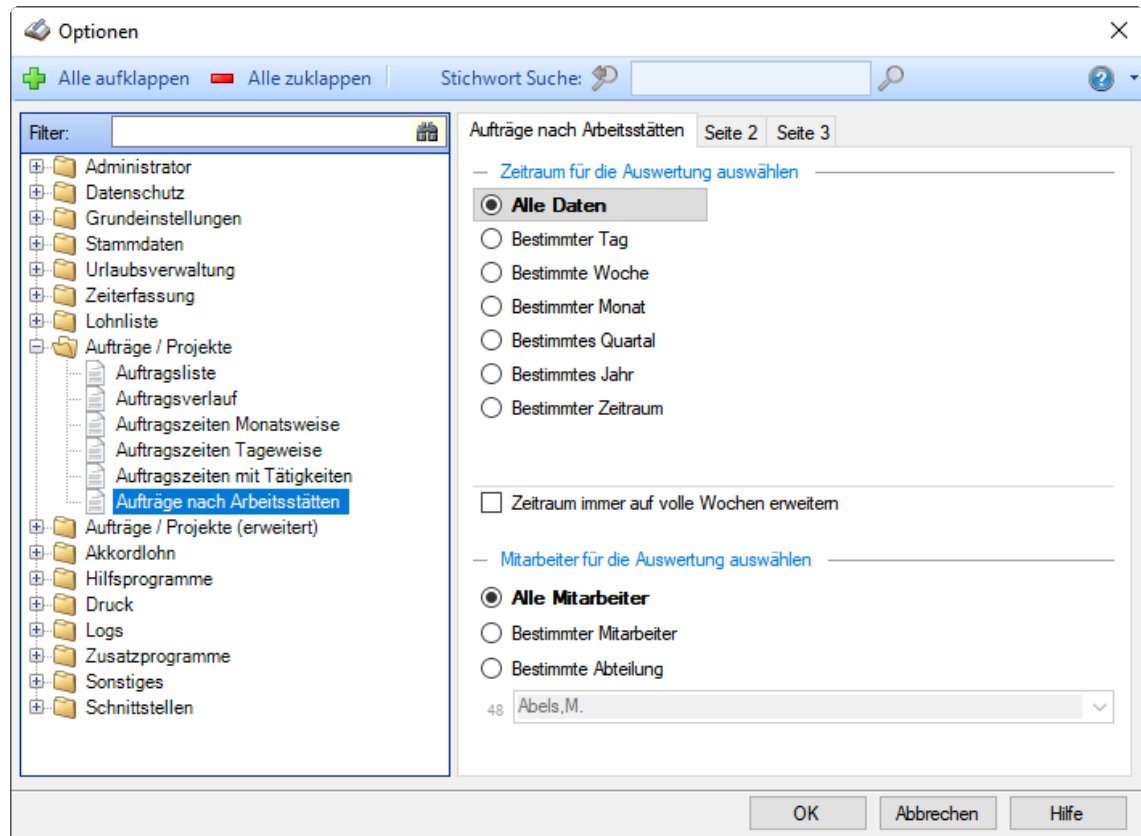 Optionen
Alle aufklappen
Alle zuklappen
Stichwort Suche:
Filter:
Administrator
Datenschutz
Grundeinstellungen
Stammdaten
Urlaubsverwaltung
Zeiterfassung
Lohnliste
Aufträge / Projekte
Auftragsliste
Auftragsverlauf
Auftragszeiten Monatsweise
Auftragszeiten Tageweise
Auftragszeiten mit Tätigkeiten
Aufträge nach Arbeitsstätten
Aufträge / Projekte (erweitert)
Akkordlohn
Hilfsprogramme
Druck
Logs
Zusatzprogramme
Sonstiges
Schnittstellen
Aufträge nach Arbeitsstätten Seite 2 Seite 3
Zeitraum für die Auswertung auswählen
Alle Daten
Bestimmter Tag
Bestimmte Woche
Bestimmter Monat
Bestimmtes Quartal
Bestimmtes Jahr
Bestimmter Zeitraum
Zeitraum immer auf volle Wochen erweitern
Mitarbeiter für die Auswertung auswählen
Alle Mitarbeiter
Bestimmter Mitarbeiter
Bestimmte Abteilung
48 Abels,M.
OK Abbrechen Hilfe